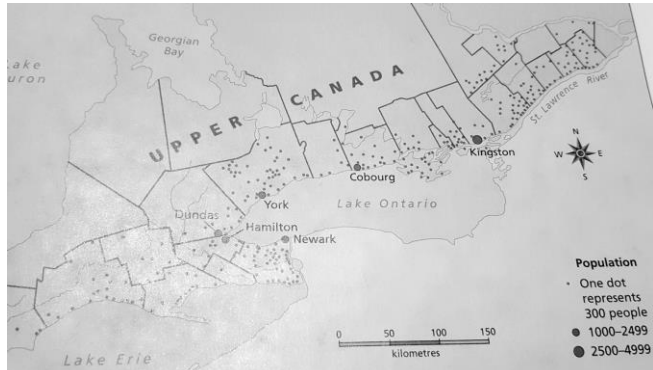 Georgian
Bay
Lake
uron
UPPER CANADA
St. Lawrence River
Kingston
Cobourg
N
W E
S
York
Lake Ontario
Dundas
Hamilton
Newark
Population
One dot
represents
300 people
1000–2499
2500–4999
0 50 100 150
kilometres
Lake Erie